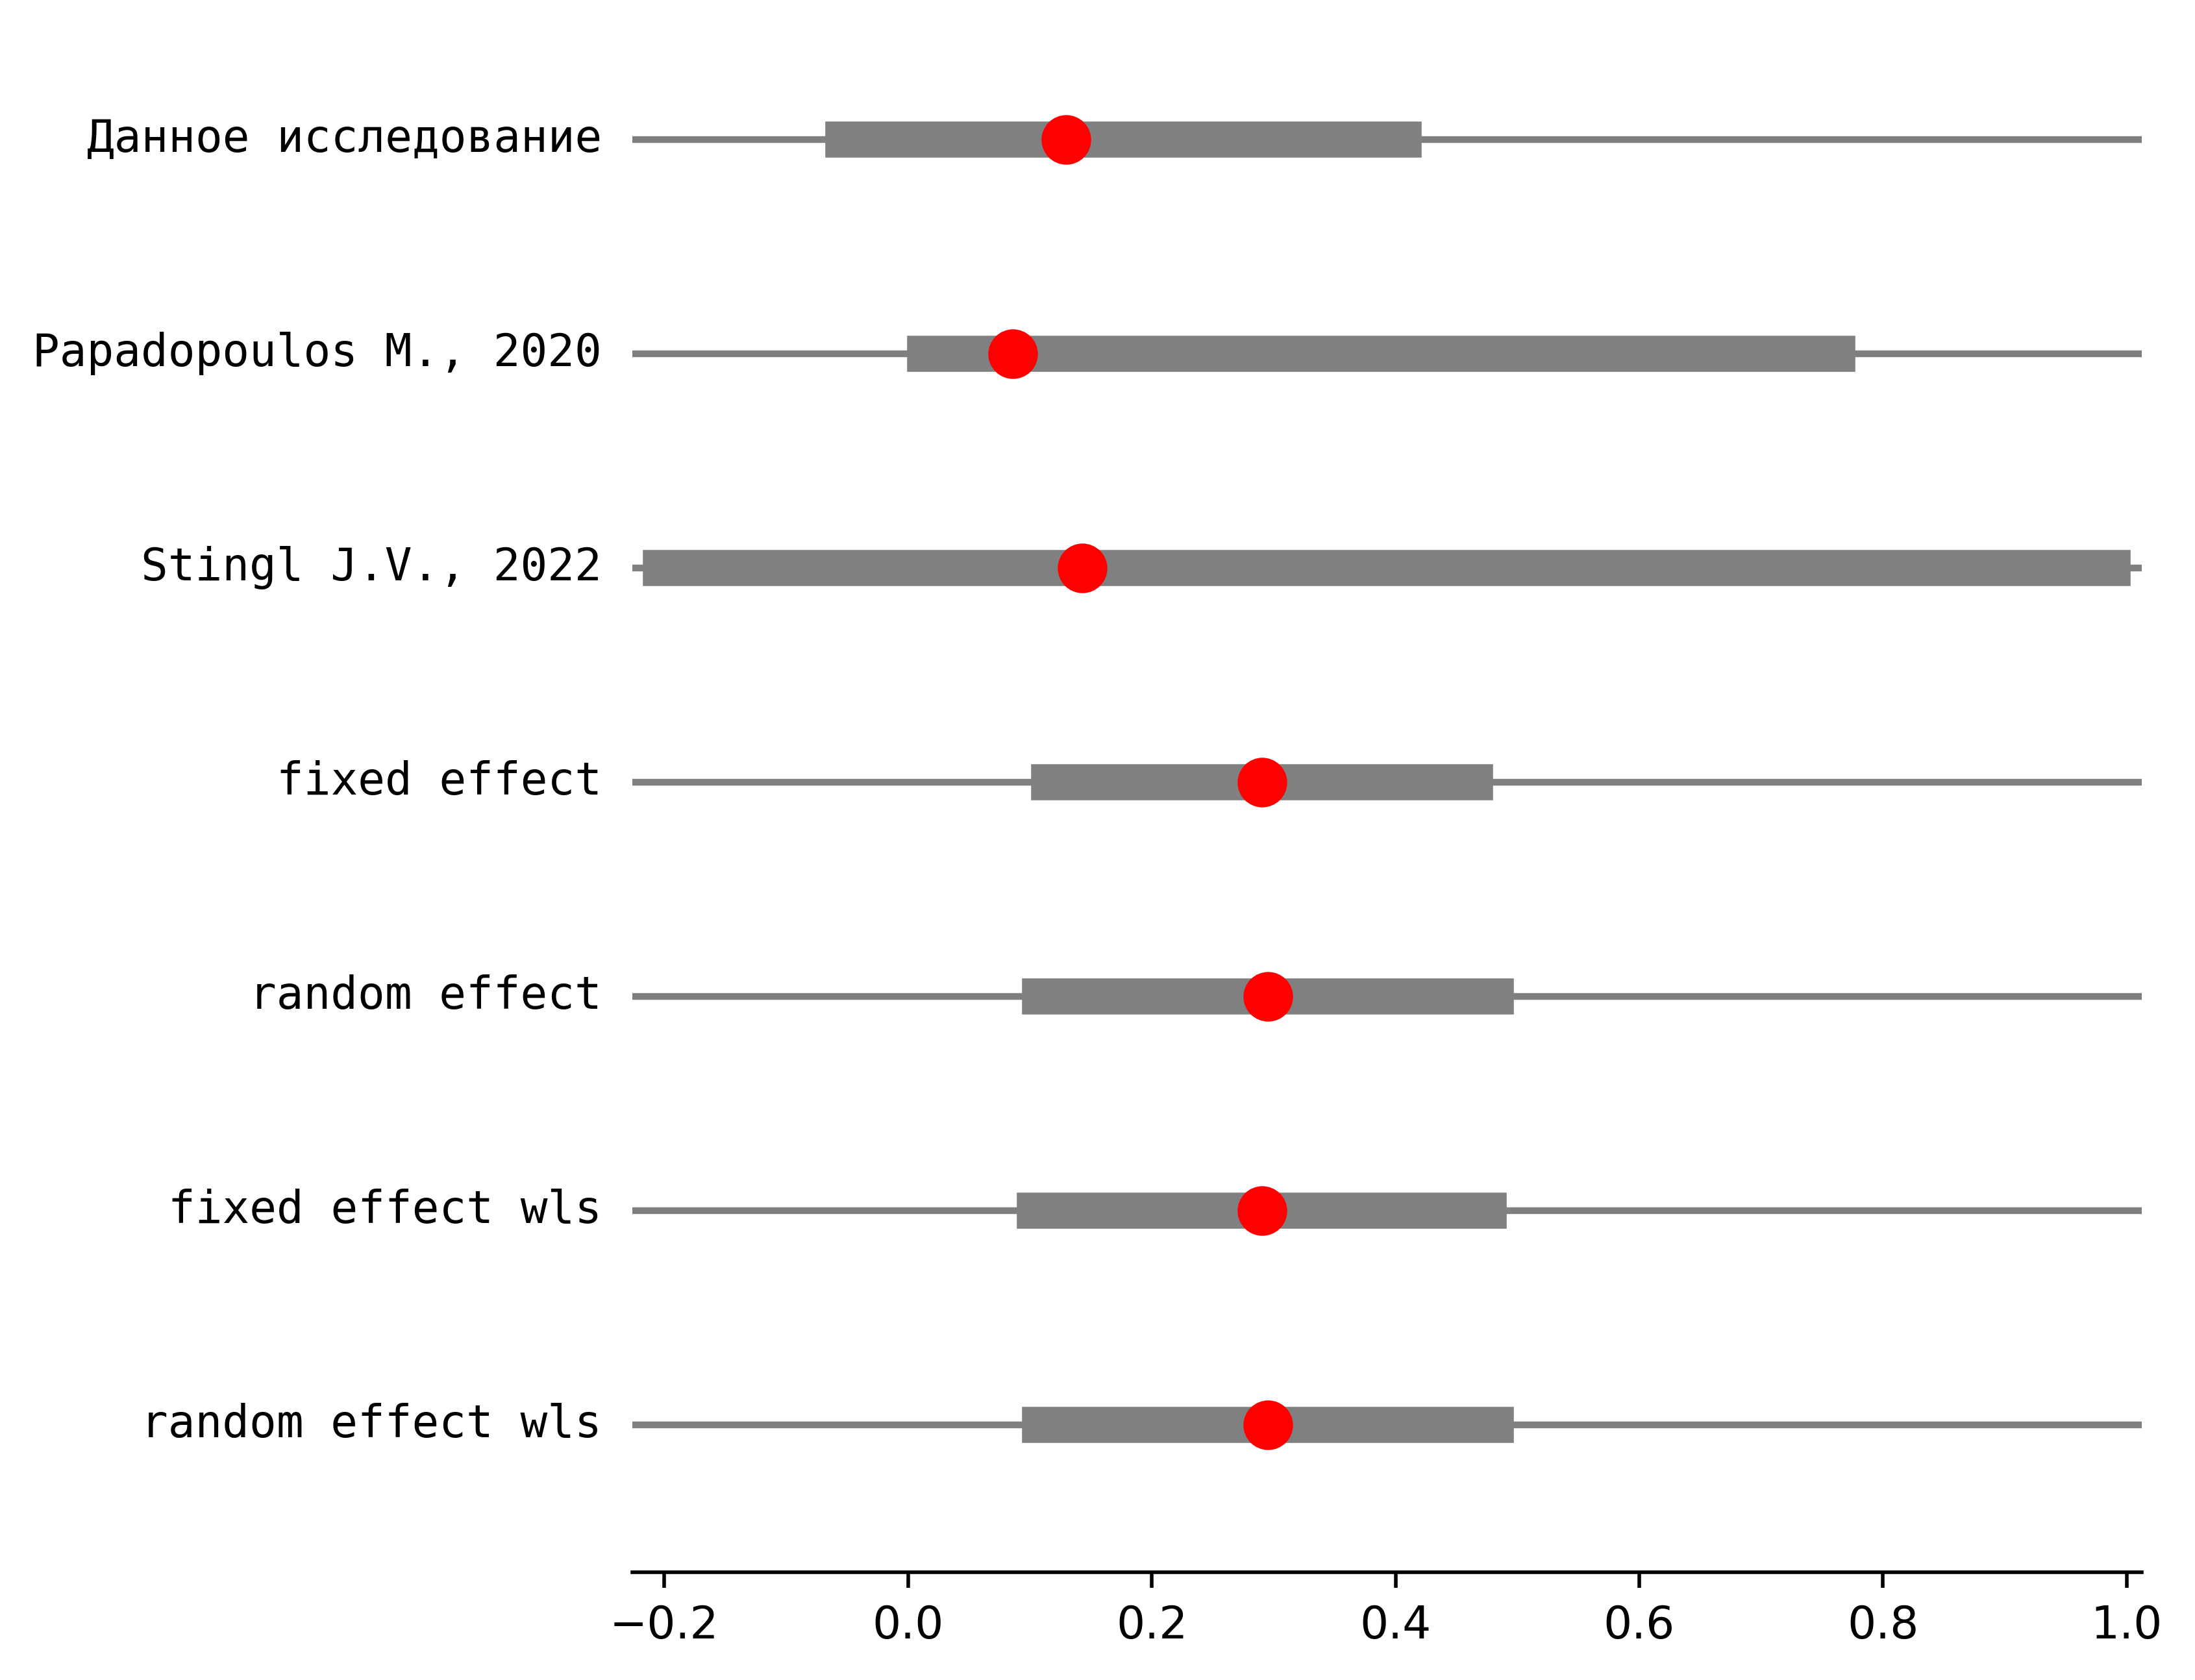 Данное исследование
Papadopoulos M., 2020
Stingl J.V., 2022
fixed effect
random effect
fixed effect wls
random effect wls
−0.2 0.0 0.2 0.4 0.6 0.8 1.0